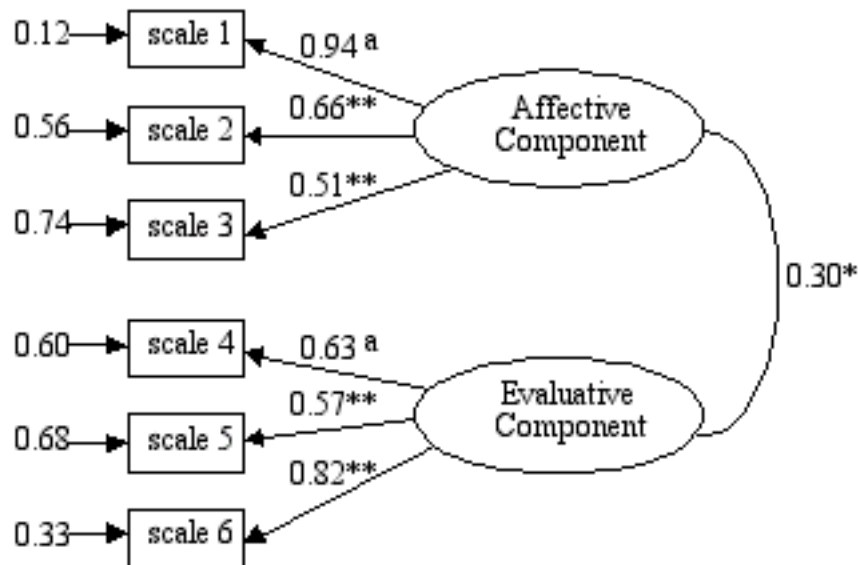 0.12
scale 1
0.94 a
Affective
Component
0.56
scale 2
0.66**
0.74
scale 3
0.51**
0.30*
0.60
scale 4
0.63 a
Evaluative
Component
0.68
scale 5
0.57**
0.33
scale 6
0.82**